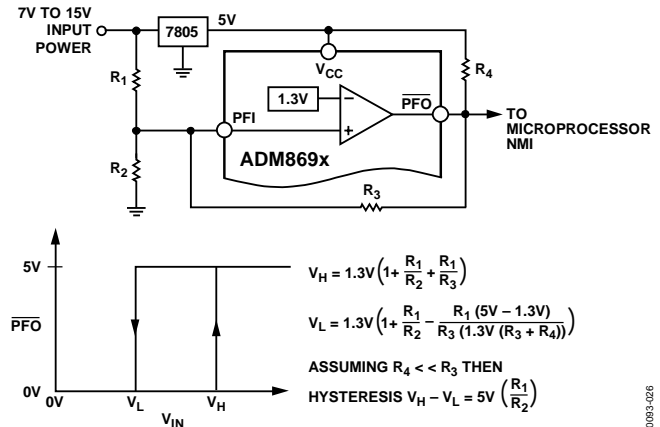 7V TO 15V
INPUT
POWER
7805
5V
R1
R2
R3
R4
VCC
1.3V
PFI
PFO
ADM869x
TO
MICROPROCESSOR
NMI
5V
PFO
0V
0V
VL
VH
VIN
VH = 1.3V(1+ R1/R2 + R1/R3)
VL = 1.3V(1+ R1/R2 – R1 (5V – 1.3V)/R3 (1.3V (R3 + R4)))
ASSUMING R4 << R3 THEN
HYSTERESIS VH – VL = 5V (R1/R2)
0093-026